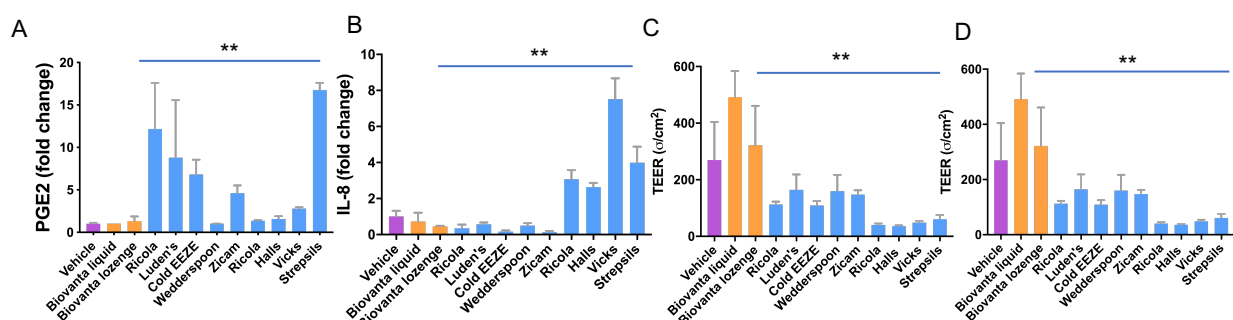 A
PGE2 (fold change)
20
15
10
5
0
**
Vehicle
Biovanta liquid
Biovanta lozenge
Ricola
Luden's
Cold EEZE
Wedderspoon
Zicam
Ricola
Halls
Vicks
Strepsils
B
IL-8 (fold change)
10
8
6
4
2
0
**
Vehicle
Biovanta liquid
Biovanta lozenge
Ricola
Luden's
Cold EEZE
Wedderspoon
Zicam
Ricola
Halls
Vicks
Strepsils
C
TEER (σ/cm²)
600
400
200
0
**
Vehicle
Biovanta liquid
Biovanta lozenge
Ricola
Luden's
Cold EEZE
Wedderspoon
Zicam
Ricola
Halls
Vicks
Strepsils
D
TEER (σ/cm²)
600
400
200
0
**
Vehicle
Biovanta liquid
Biovanta lozenge
Ricola
Luden's
Cold EEZE
Wedderspoon
Zicam
Ricola
Halls
Vicks
Strepsils